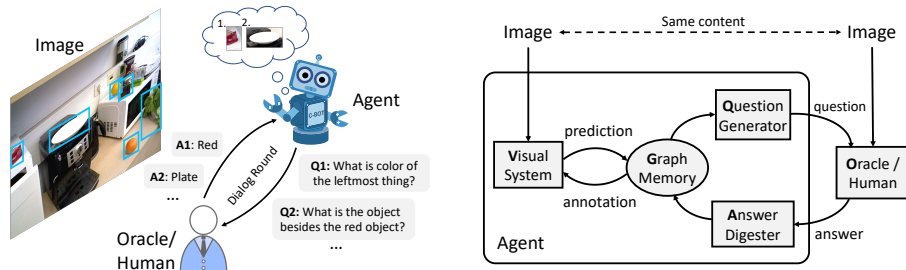 Image
1.
2.
G-BOT
Agent
A1: Red
A2: Plate
...
Dialog Round
Q1: What is color
of the leftmost thing?
Q2: What is the object
besides the red object?
...
Oracle/
Human
Same content
Image
Image
Visual
System
prediction
annotation
Graph
Memory
Question
Generator
question
Oracle /
Human
Answer
Digester
answer
Agent